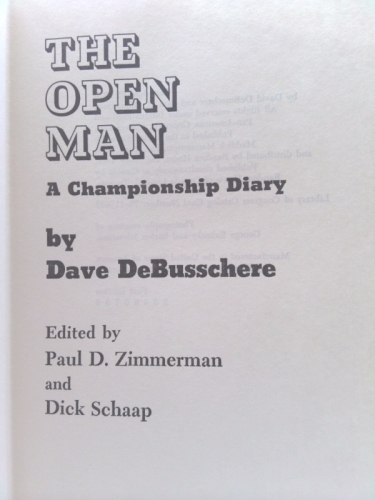 THE
OPEN
MAN
A Championship Diary
by
Dave DeBusschere
Edited by
Paul D. Zimmerman
and
Dick Schaap